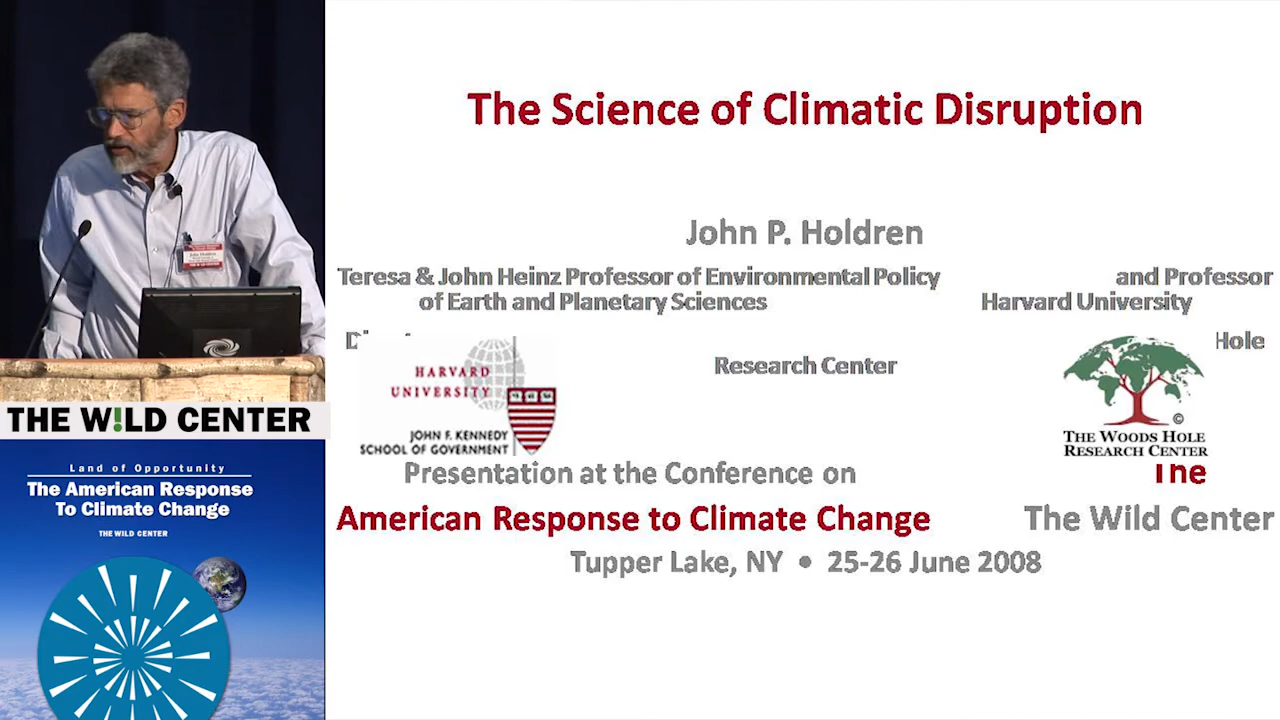 The Science of Climatic Disruption
John P. Holdren
Teresa & John Heinz Professor of Environmental Policy and Professor
of Earth and Planetary Sciences Harvard University
Hole
Research Center
HARVARD
UNIVERSITY
JOHN F. KENNEDY
SCHOOL OF GOVERNMENT
©
THE WOODS HOLE
RESEARCH CENTER
Presentation at the Conference on The
American Response to Climate Change The Wild Center
Tupper Lake, NY • 25-26 June 2008
John Holdren
THE W!LD CENTER
Land of Opportunity
The American Response
To Climate Change
THE WILD CENTER